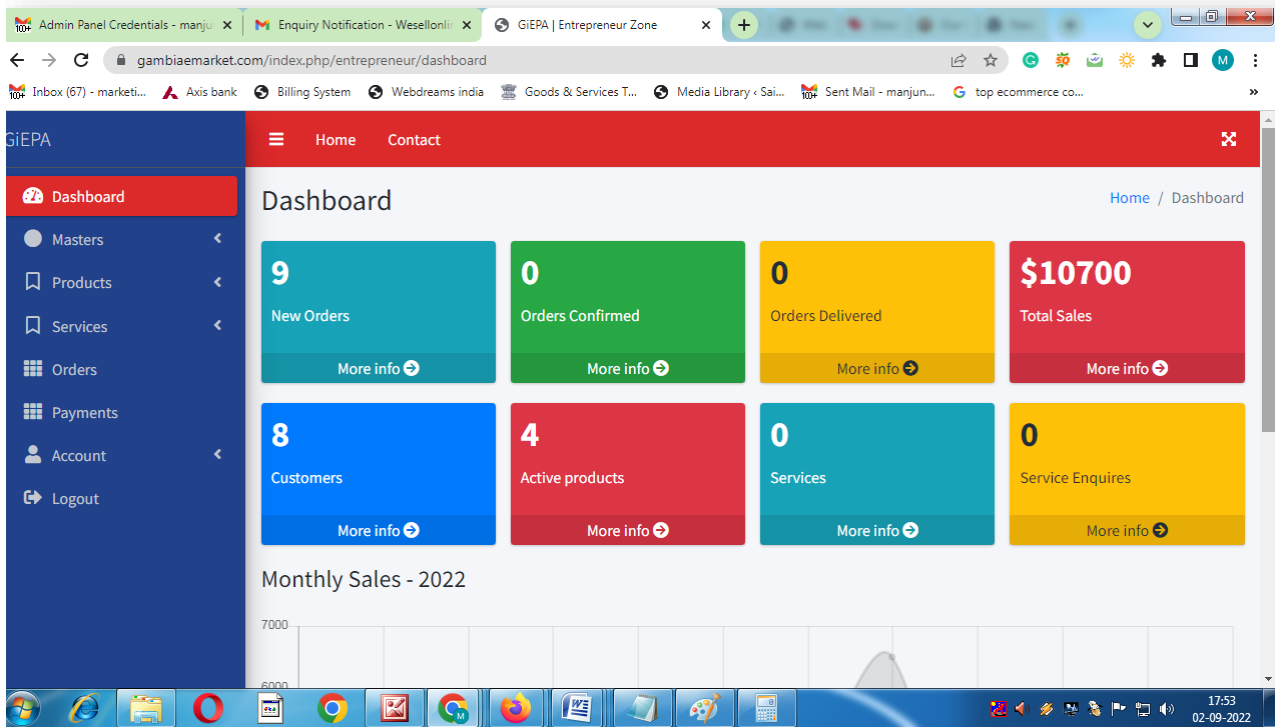 Admin Panel Credentials - manju
Enquiry Notification - Wesellonlin
GiEPA | Entrepreneur Zone
gambiaemarket.com/index.php/entrepreneur/dashboard
M
Inbox (67) - marketi...
Axis bank
Billing System
Webdreams india
Goods & Services T...
Media Library ‹ Sai...
Sent Mail - manjun...
top ecommerce co...
»
GiEPA
Home
Contact
Dashboard
Masters
Products
Services
Orders
Payments
Account
Logout
Dashboard
Home / Dashboard
9
New Orders
More info
0
Orders Confirmed
More info
0
Orders Delivered
More info
$10700
Total Sales
More info
8
Customers
More info
4
Active products
More info
0
Services
More info
0
Service Enquires
More info
Monthly Sales - 2022
7000
6000
17:53
02-09-2022